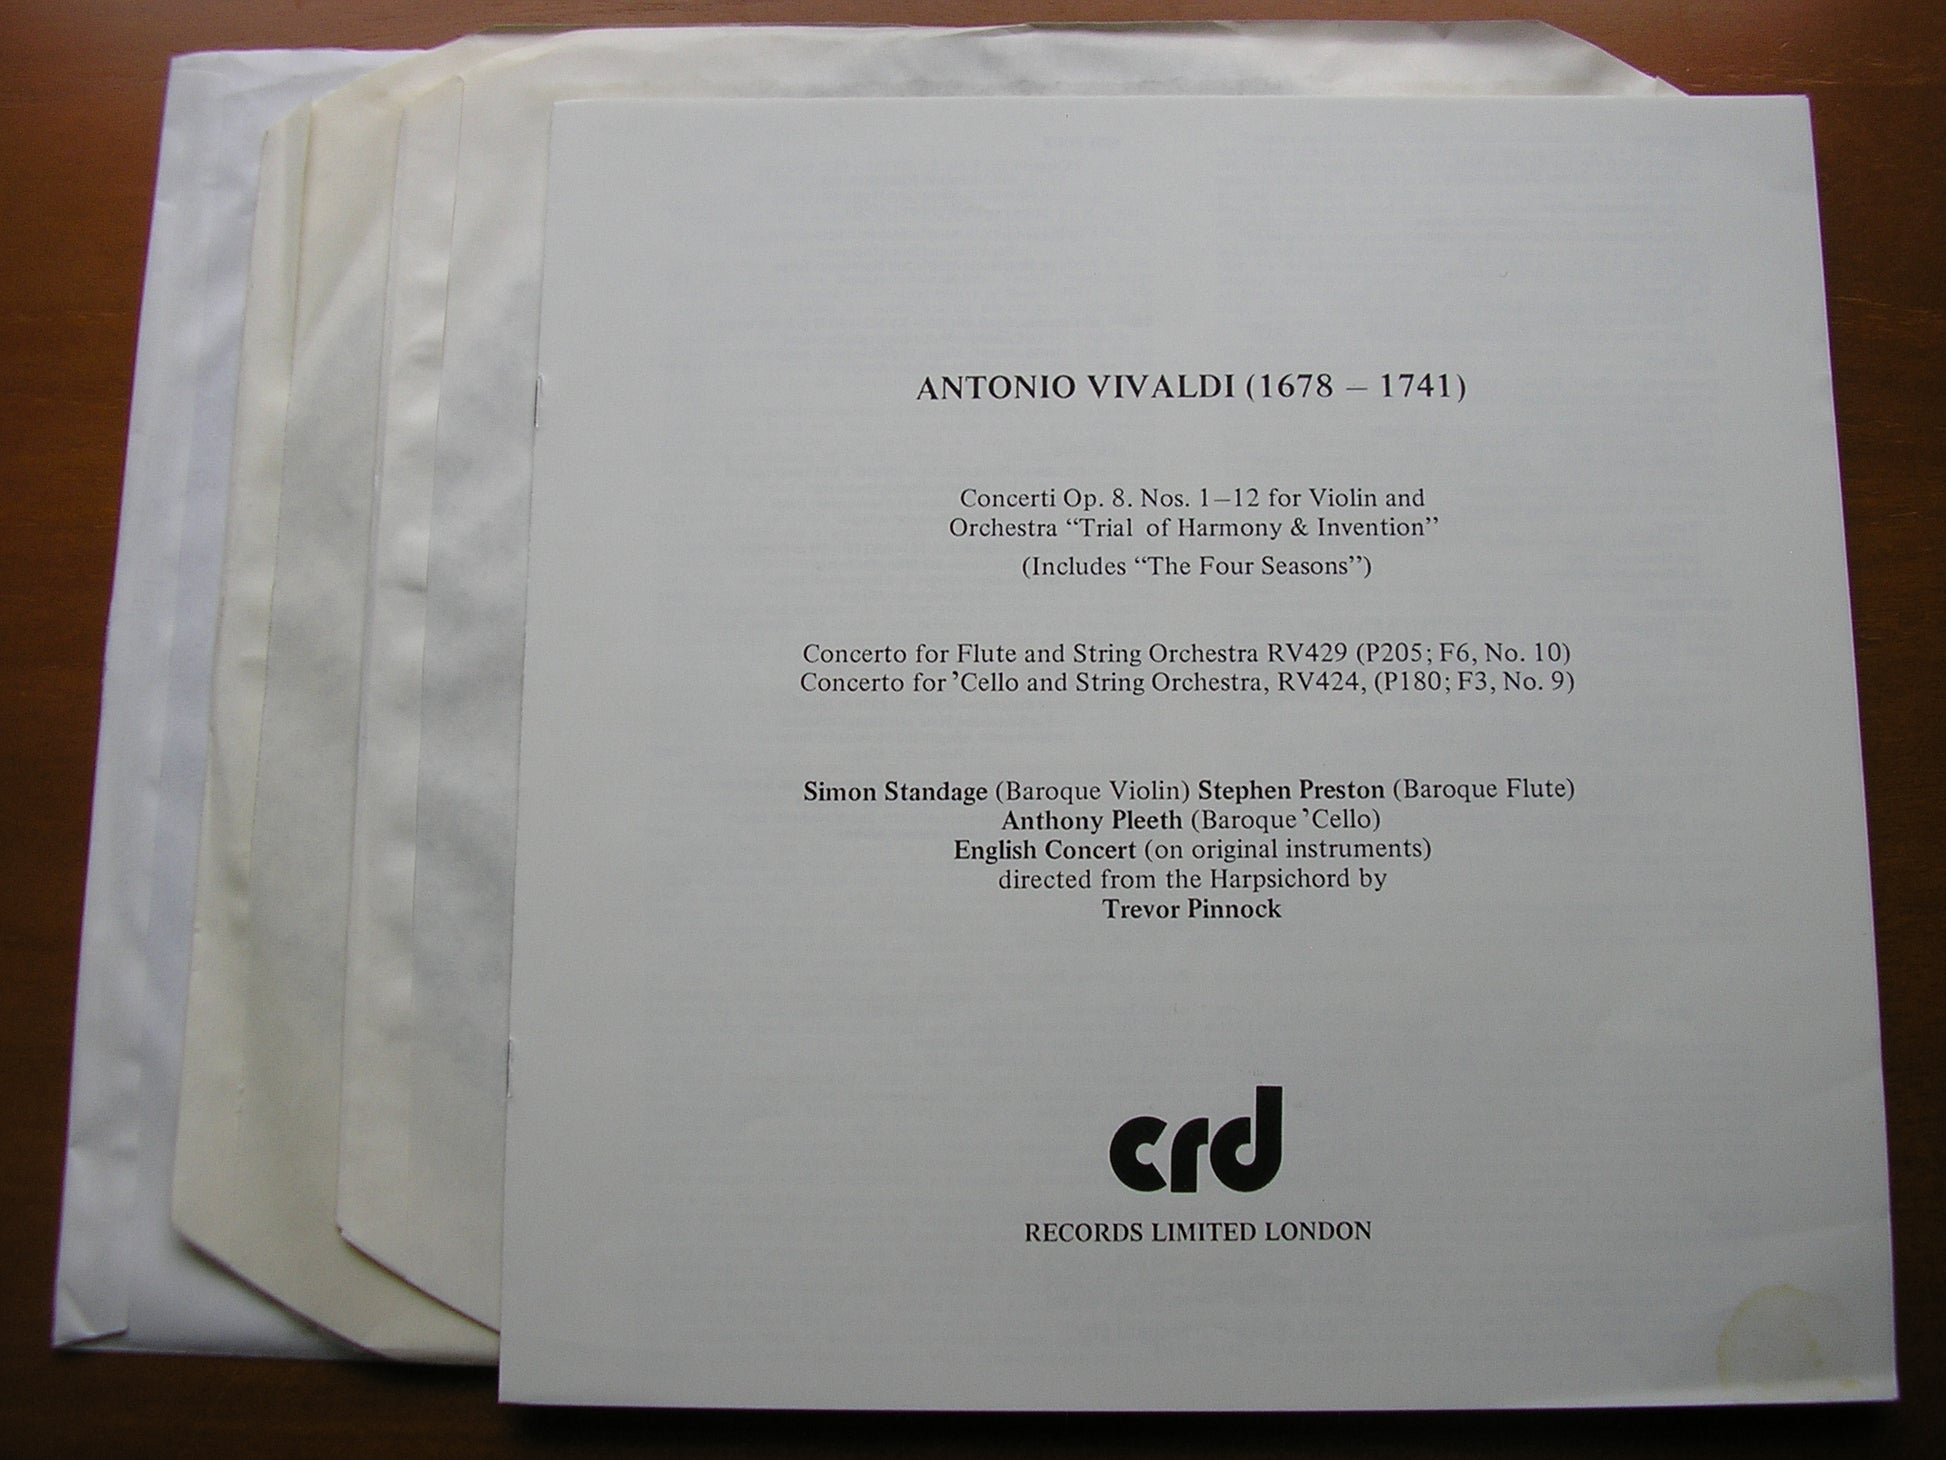 ANTONIO VIVALDI (1678 – 1741)
Concerti Op. 8. Nos. 1–12 for Violin and
Orchestra “Trial of Harmony & Invention”
(Includes “The Four Seasons”)
Concerto for Flute and String Orchestra RV429 (P205; F6, No. 10)
Concerto for ’Cello and String Orchestra, RV424, (P180; F3, No. 9)
Simon Standage (Baroque Violin) Stephen Preston (Baroque Flute)
Anthony Pleeth (Baroque ’Cello)
English Concert (on original instruments)
directed from the Harpsichord by
Trevor Pinnock
crd
RECORDS LIMITED LONDON